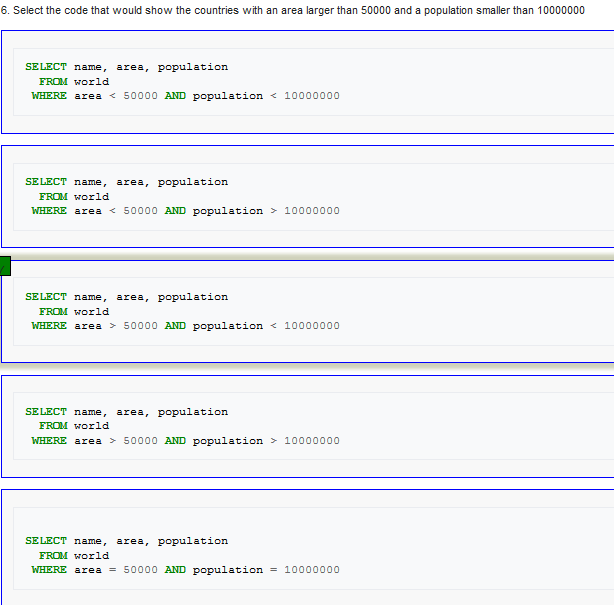 6. Select the code that would show the countries with an area larger than 50000 and a population smaller than 10000000
SELECT name, area, population
FROM world
WHERE area < 50000 AND population < 10000000
SELECT name, area, population
FROM world
WHERE area < 50000 AND population > 10000000
SELECT name, area, population
FROM world
WHERE area > 50000 AND population < 10000000
SELECT name, area, population
FROM world
WHERE area > 50000 AND population > 10000000
SELECT name, area, population
FROM world
WHERE area = 50000 AND population = 10000000